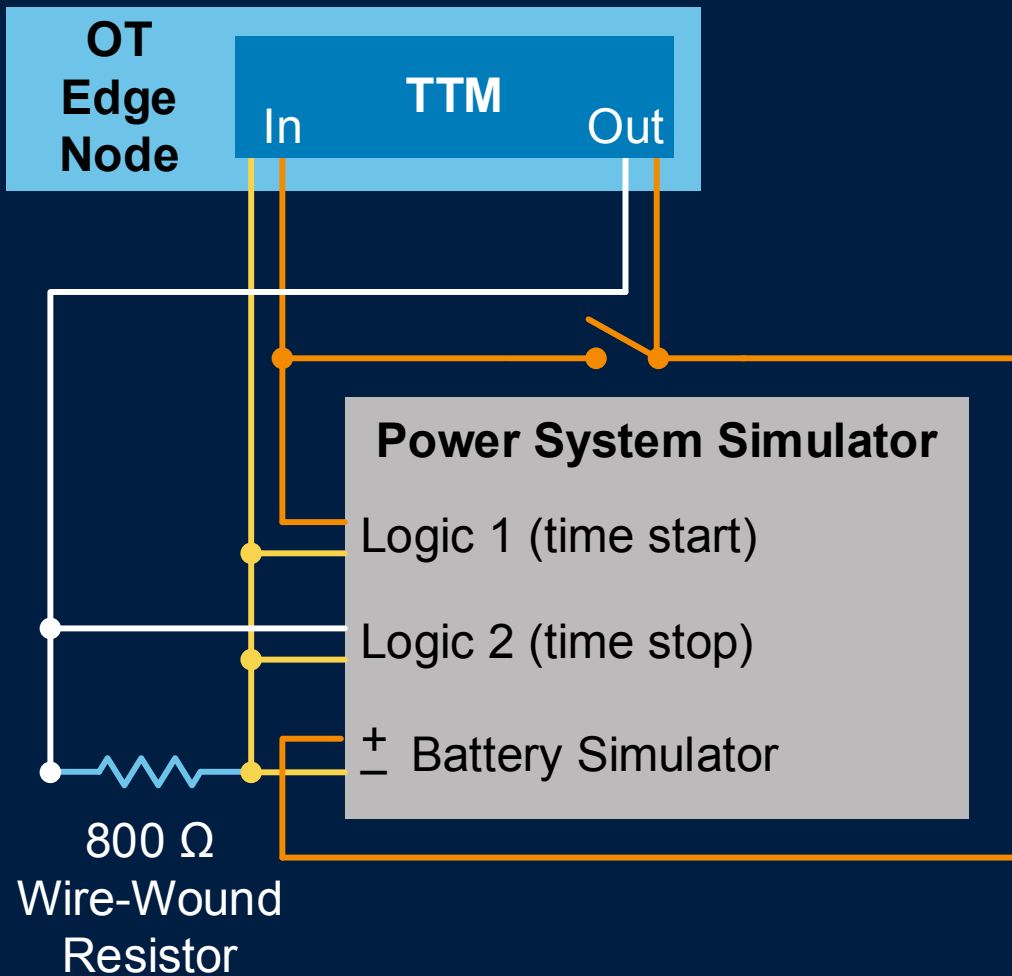 OT
Edge
Node
TTM
In
Out
Power System Simulator
Logic 1 (time start)
Logic 2 (time stop)
+
– Battery Simulator
800 Ω
Wire-Wound
Resistor